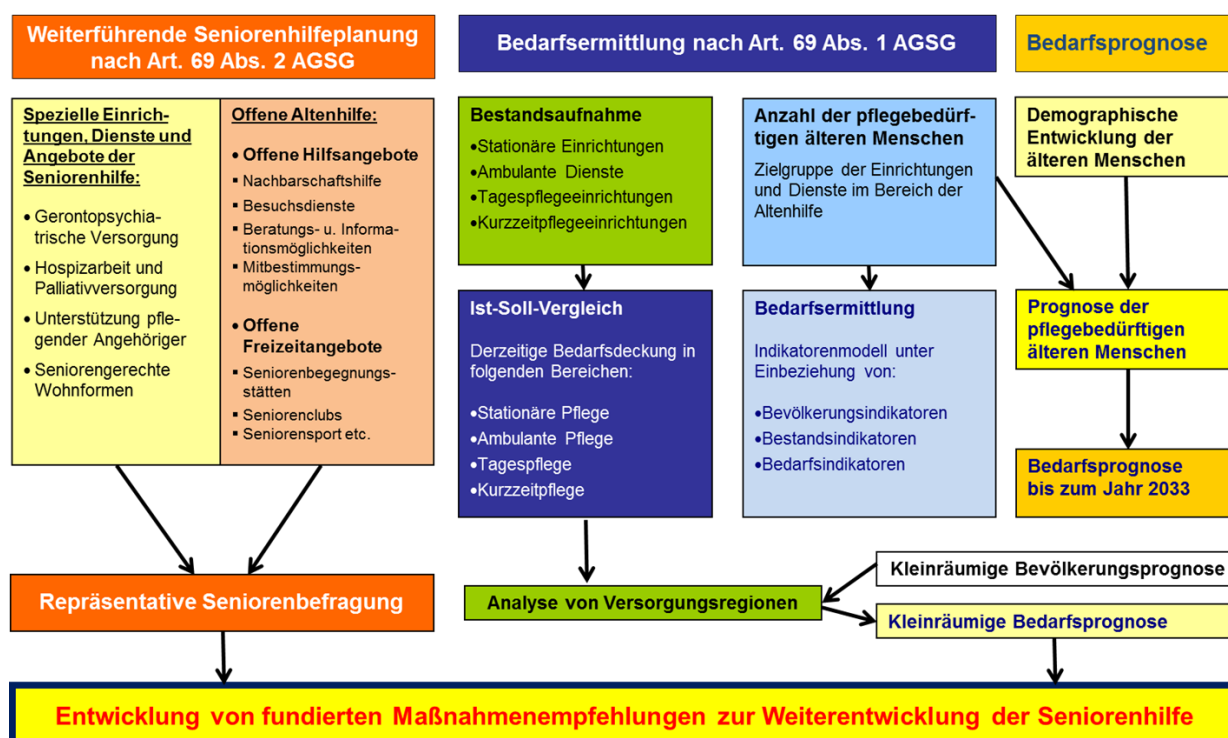 Weiterführende Seniorenhilfeplanung
nach Art. 69 Abs. 2 AGSG
Bedarfsermittlung nach Art. 69 Abs. 1 AGSG
Bedarfsprognose
Spezielle Einrich-
tungen, Dienste und
Angebote der
Seniorenhilfe:
• Gerontopsychia-
trische Versorgung
• Hospizarbeit und
Palliativversorgung
• Unterstützung pfle-
gender Angehöriger
• Seniorengerechte
Wohnformen
Offene Altenhilfe:
• Offene Hilfsangebote
▪ Nachbarschaftshilfe
▪ Besuchsdienste
▪ Beratungs- u. Informa-
tionsmöglichkeiten
▪ Mitbestimmungs-
möglichkeiten
• Offene
Freizeitangebote
▪ Seniorenbegegnungs-
stätten
▪ Seniorenclubs
▪ Seniorensport etc.
Bestandsaufnahme
•Stationäre Einrichtungen
•Ambulante Dienste
•Tagespflegeeinrichtungen
•Kurzzeitpflegeeinrichtungen
Anzahl der pflegebedürf-
tigen älteren Menschen
Zielgruppe der Einrichtungen
und Dienste im Bereich der
Altenhilfe
Demographische
Entwicklung der
älteren Menschen
Ist-Soll-Vergleich
Derzeitige Bedarfsdeckung in
folgenden Bereichen:
•Stationäre Pflege
•Ambulante Pflege
•Tagespflege
•Kurzzeitpflege
Bedarfsermittlung
Indikatorenmodell unter
Einbeziehung von:
•Bevölkerungsindikatoren
•Bestandsindikatoren
•Bedarfsindikatoren
Prognose der
pflegebedürftigen
älteren Menschen
Bedarfsprognose
bis zum Jahr 2033
Repräsentative Seniorenbefragung
Analyse von Versorgungsregionen
Kleinräumige Bevölkerungsprognose
Kleinräumige Bedarfsprognose
Entwicklung von fundierten Maßnahmenempfehlungen zur Weiterentwicklung der Seniorenhilfe